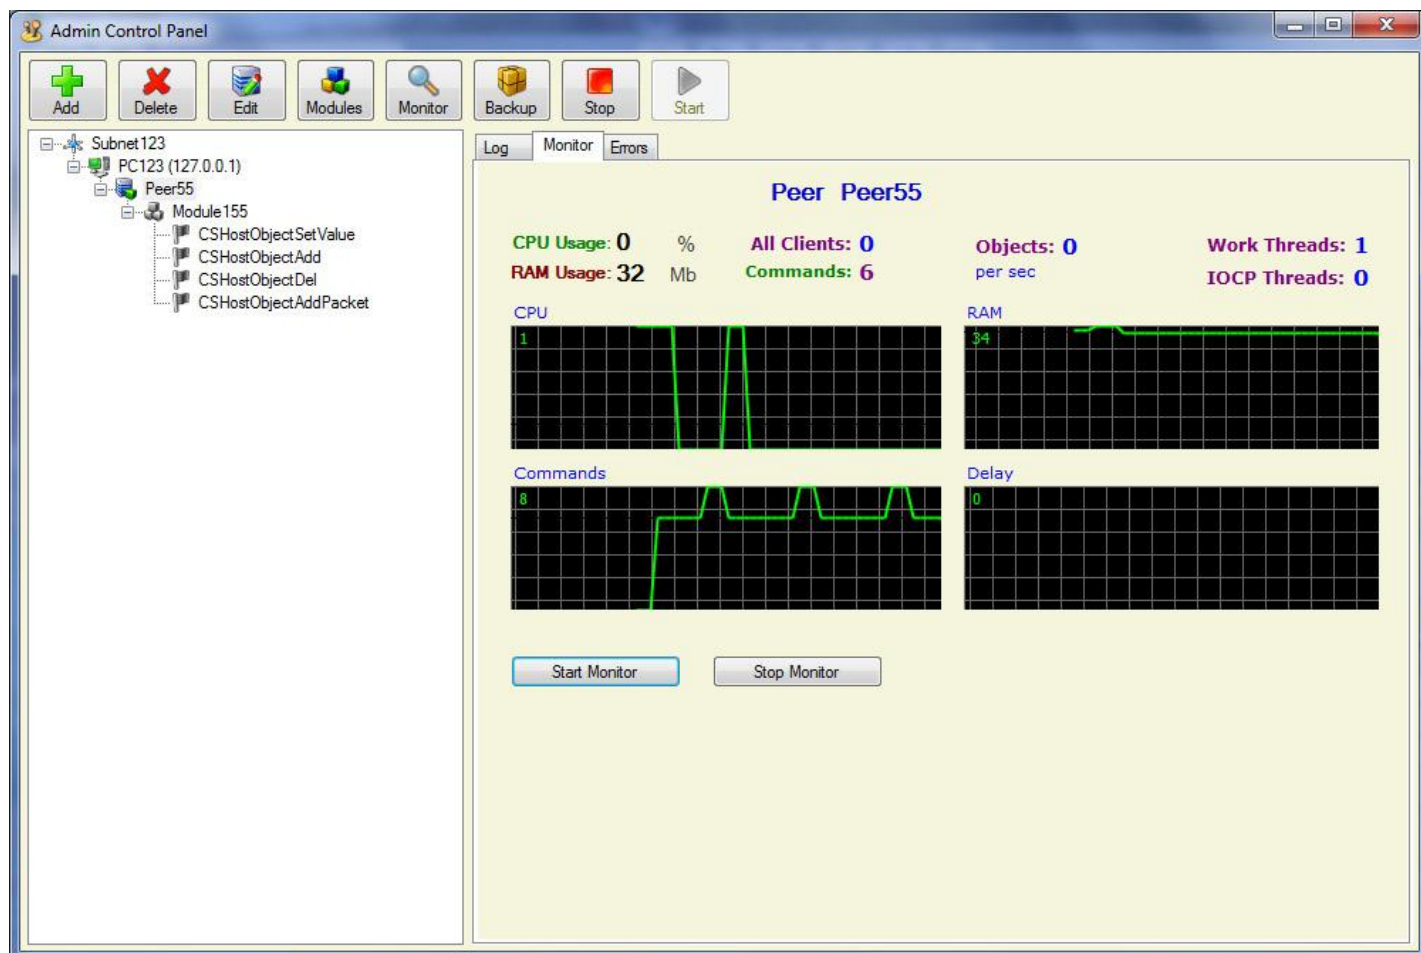 Admin Control Panel
Add Delete Edit Modules Monitor Backup Stop Start
Subnet123
PC123 (127.0.0.1)
Peer55
Module155
CSHostObjectSetValue
CSHostObjectAdd
CSHostObjectDel
CSHostObjectAddPacket
Log Monitor Errors
Peer Peer55
CPU Usage: 0 % All Clients: 0 Objects: 0 Work Threads: 1
RAM Usage: 32 Mb Commands: 6 per sec IOCP Threads: 0
CPU RAM
1 34
Commands Delay
8 0
Start Monitor Stop Monitor